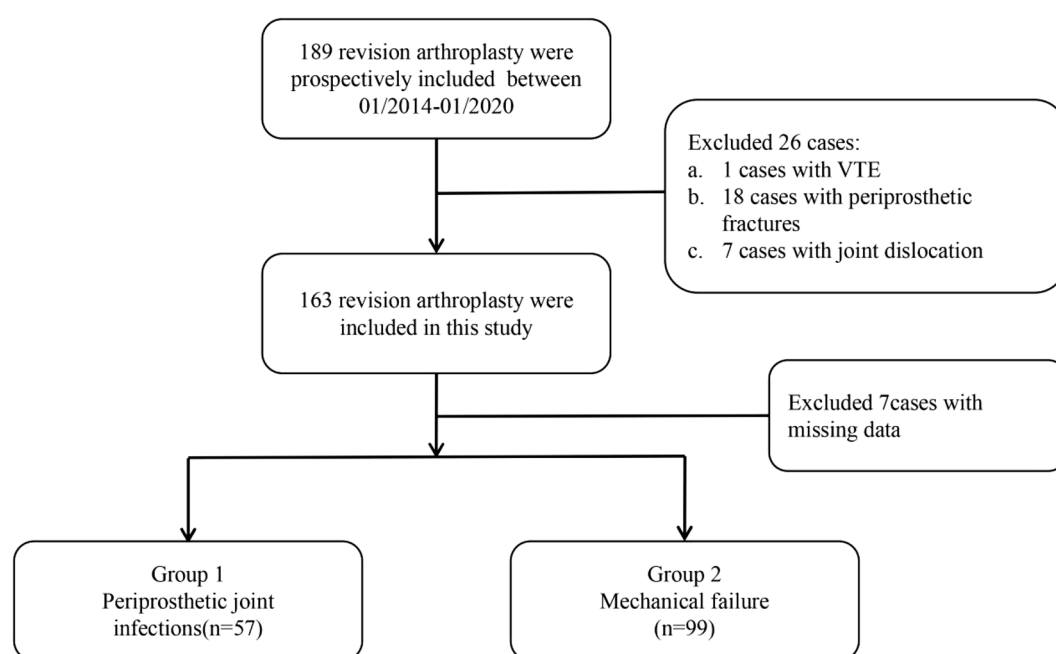 189 revision arthroplasty were
prospectively included between
01/2014-01/2020
Excluded 26 cases:
a. 1 cases with VTE
b. 18 cases with periprosthetic
fractures
c. 7 cases with joint dislocation
163 revision arthroplasty were
included in this study
Excluded 7cases with
missing data
Group 1
Periprosthetic joint
infections(n=57)
Group 2
Mechanical failure
(n=99)